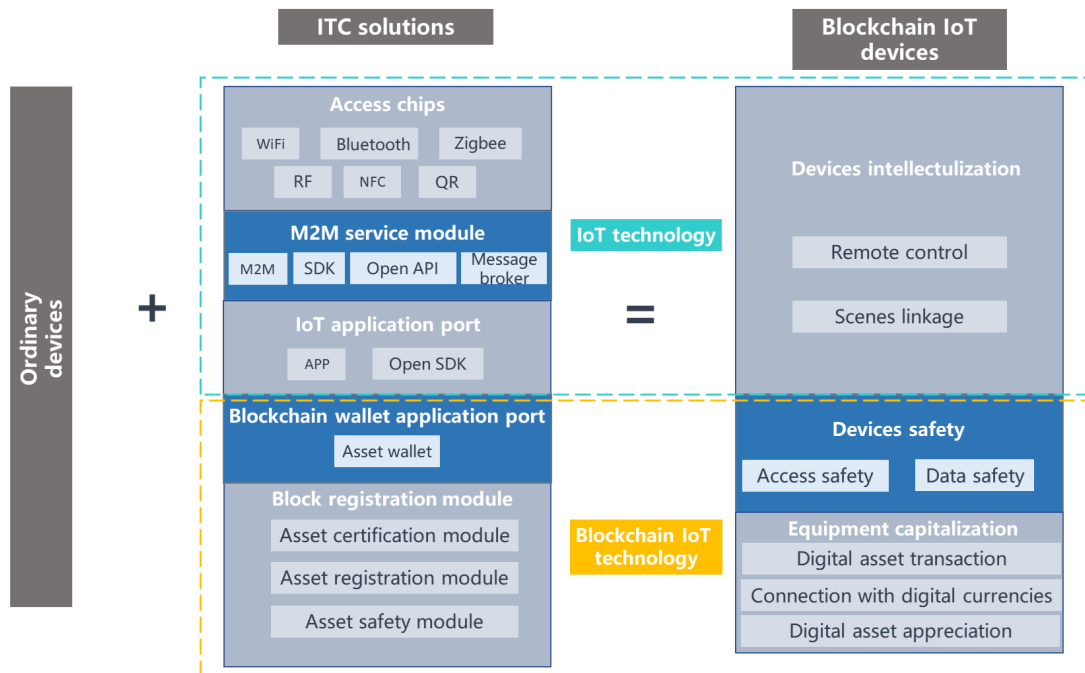 ITC solutions
Blockchain IoT
devices
Ordinary
devices
+
Access chips
WiFi
Bluetooth
Zigbee
RF
NFC
QR
M2M service module
M2M
SDK
Open API
Message
broker
IoT application port
APP
Open SDK
Blockchain wallet application port
Asset wallet
Block registration module
Asset certification module
Asset registration module
Asset safety module
IoT technology
=
Blockchain IoT
technology
Devices intellectulization
Remote control
Scenes linkage
Devices safety
Access safety
Data safety
Equipment capitalization
Digital asset transaction
Connection with digital currencies
Digital asset appreciation